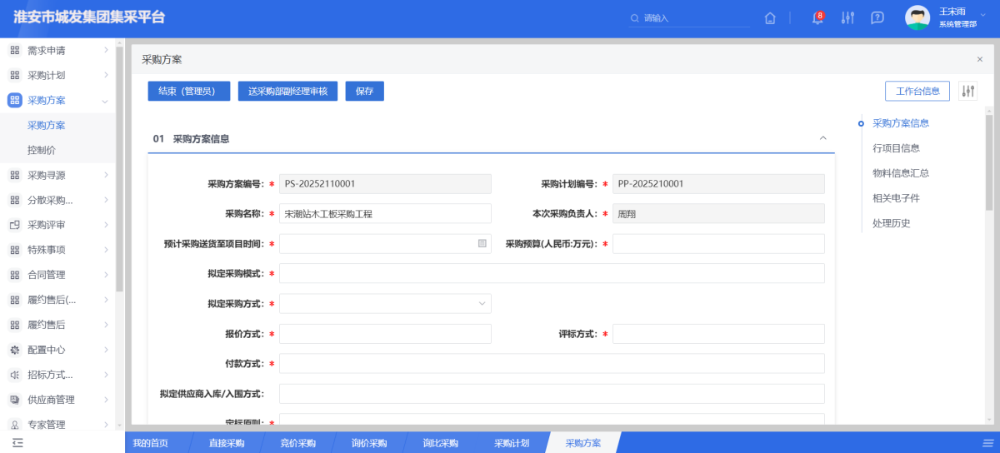 淮安市城发集团集采平台
请输入
8
王宋雨
系统管理部
需求申请
采购计划
采购方案
采购方案
控制价
采购寻源
分散采购...
采购评审
特殊事项
合同管理
履约售后(...
履约售后
配置中心
招标方式...
供应商管理
专家管理
采购方案
结束（管理员）
送采购部副经理审核
保存
工作台信息
01 采购方案信息
采购方案编号： * PS-20252110001
采购计划编号： * PP-2025210001
采购名称： * 宋潮站木工板采购工程
本次采购负责人： * 周翔
预计采购送货至项目时间： *
采购预算(人民币:万元)： *
拟定采购模式： *
拟定采购方式： *
报价方式： *
评标方式： *
付款方式： *
拟定供应商入库/入围方式：
定标原则： *
采购方案信息
行项目信息
物料信息汇总
相关电子件
处理历史
我的首页
直接采购
竞价采购
询价采购
询比采购
采购计划
采购方案